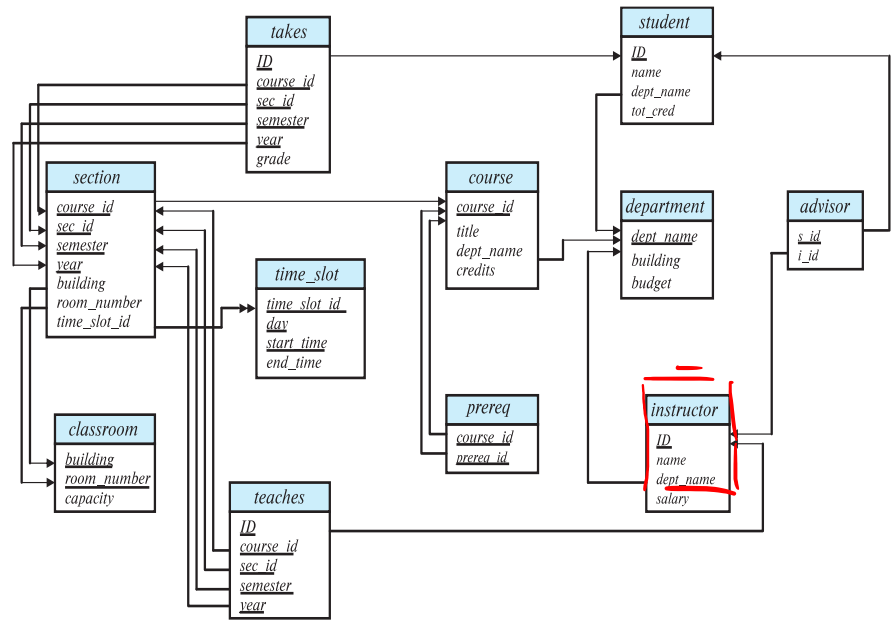 takes
ID
course_id
sec_id
semester
year
grade
student
ID
name
dept_name
tot_cred
section
course_id
sec_id
semester
year
building
room_number
time_slot_id
course
course_id
title
dept_name
credits
department
dept_name
building
budget
advisor
s_id
i_id
time_slot
time_slot_id
day
start_time
end_time
prereq
course_id
prereq_id
instructor
ID
name
dept_name
salary
classroom
building
room_number
capacity
teaches
ID
course_id
sec_id
semester
year